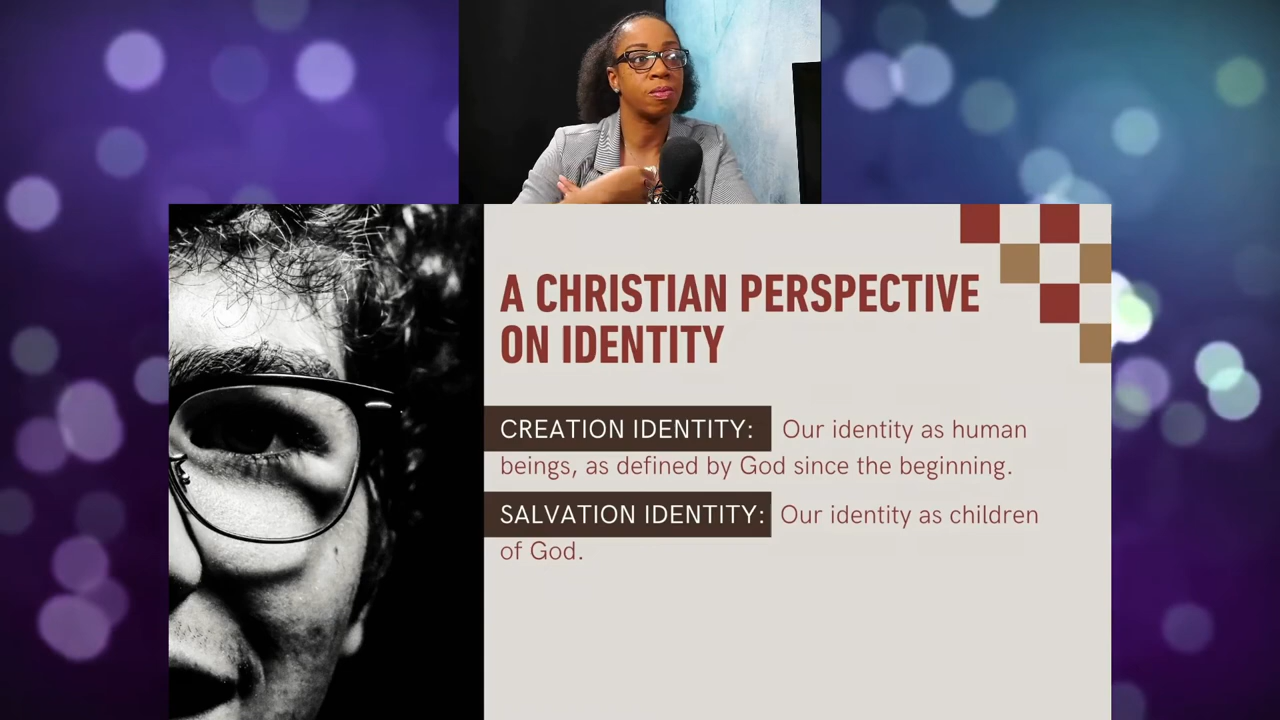 A CHRISTIAN PERSPECTIVE
ON IDENTITY
CREATION IDENTITY: Our identity as human
beings, as defined by God since the beginning.
SALVATION IDENTITY: Our identity as children
of God.